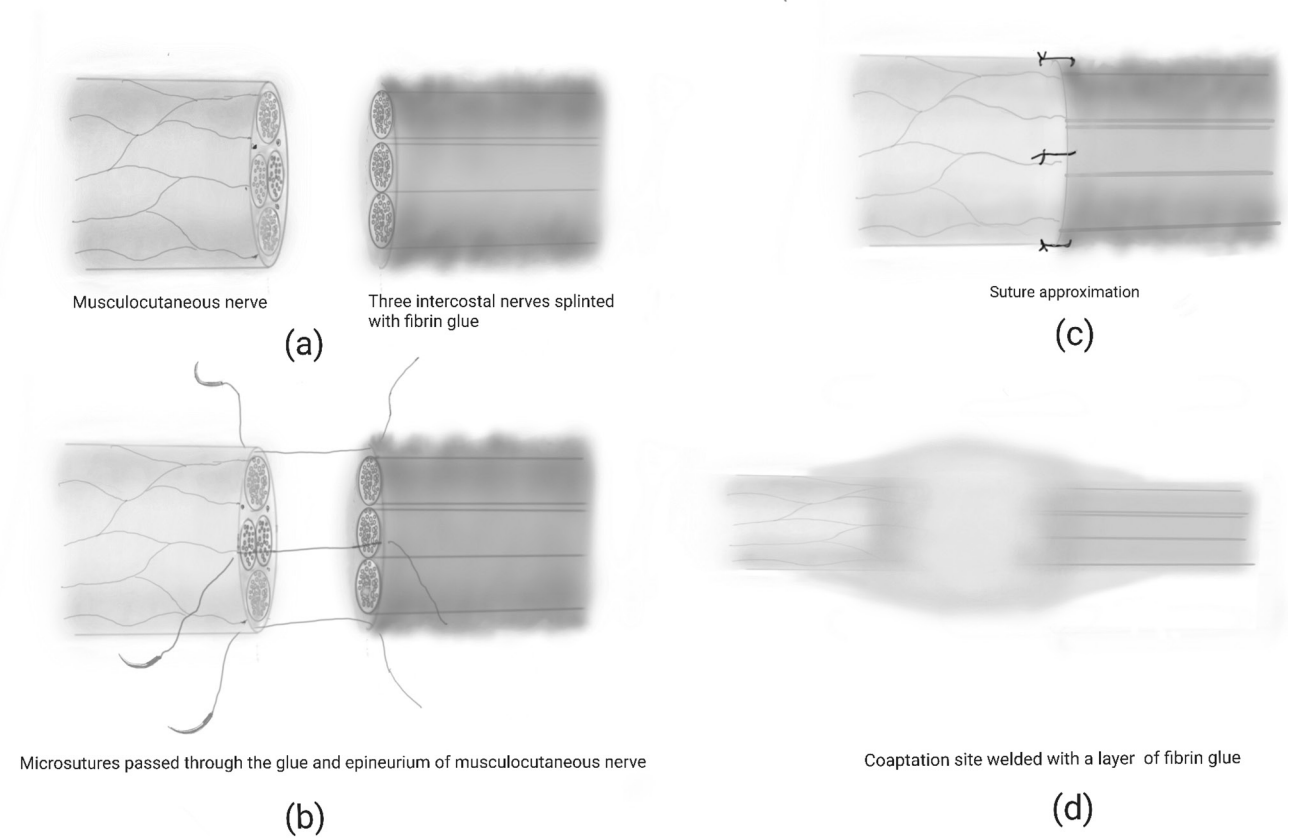 Musculocutaneous nerve
Three intercostal nerves splinted
with fibrin glue
(a)
Microsutures passed through the glue and epineurium of musculocutaneous nerve
(b)
Suture approximation
(c)
Coaptation site welded with a layer of fibrin glue
(d)